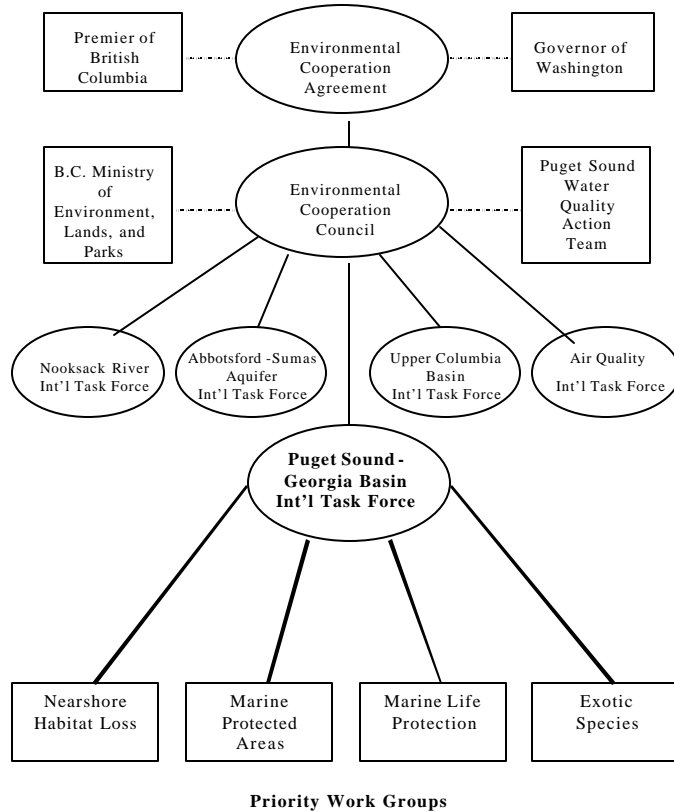 Premier of
British
Columbia
Environmental
Cooperation
Agreement
Governor of
Washington
B.C. Ministry
of
Environment,
Lands, and
Parks
Environmental
Cooperation
Council
Puget Sound
Water
Quality
Action
Team
Nooksack River
Int'l Task Force
Abbotsford -Sumas
Aquifer
Int'l Task Force
Upper Columbia
Basin
Int'l Task Force
Air Quality
Int'l Task Force
Puget Sound -
Georgia Basin
Int'l Task Force
Nearshore
Habitat Loss
Marine
Protected
Areas
Marine Life
Protection
Exotic
Species
Priority Work Groups